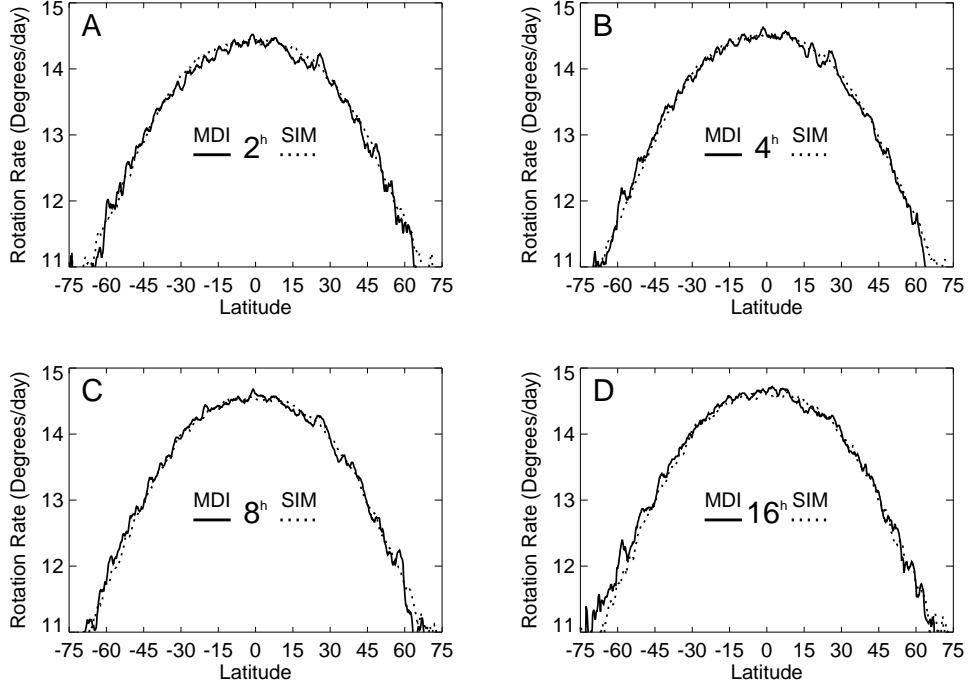 A
Rotation Rate (Degrees/day)
15
14
13
12
11
MDI 2h SIM
-75 -60 -45 -30 -15 0 15 30 45 60 75
Latitude
B
Rotation Rate (Degrees/day)
15
14
13
12
11
MDI 4h SIM
-75 -60 -45 -30 -15 0 15 30 45 60 75
Latitude
C
Rotation Rate (Degrees/day)
15
14
13
12
11
MDI 8h SIM
-75 -60 -45 -30 -15 0 15 30 45 60 75
Latitude
D
Rotation Rate (Degrees/day)
15
14
13
12
11
MDI 16h SIM
-75 -60 -45 -30 -15 0 15 30 45 60 75
Latitude